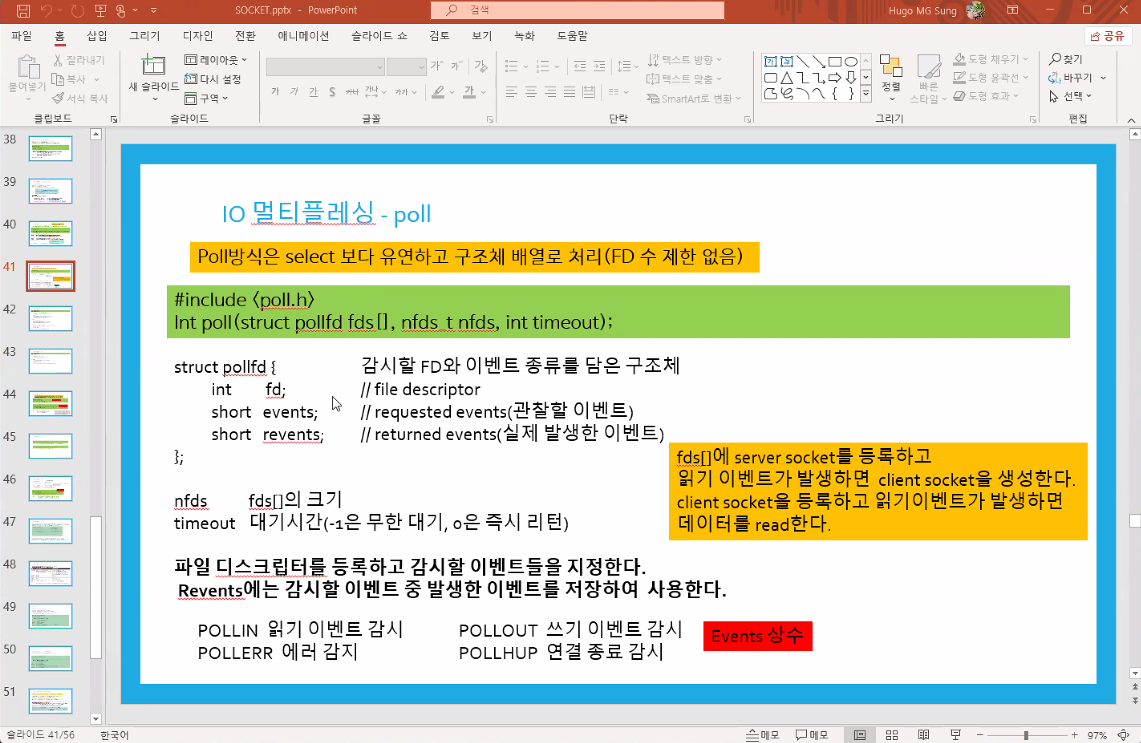 SOCKET.pptx - PowerPoint
검색
Hugo MG Sung
파일 홈 삽입 그리기 디자인 전환 애니메이션 슬라이드 쇼 검토 보기 녹화 도움말
공유
붙여넣기
잘라내기
복사
서식 복사
클립보드
새 슬라이드
레이아웃
다시 설정
구역
슬라이드
가 가 가 S
글꼴
텍스트 방향
텍스트 맞춤
SmartArt로 변환
단락
정렬
빠른 스타일
도형 채우기
도형 윤곽선
도형 효과
그리기
찾기
바꾸기
선택
편집
38
39
40
41
42
43
44
45
46
47
48
49
50
51
IO 멀티플레싱 - poll
Poll방식은 select 보다 유연하고 구조체 배열로 처리(FD 수 제한 없음)
#include <poll.h>
Int poll(struct pollfd fds[], nfds_t nfds, int timeout);
struct pollfd { 감시할 FD와 이벤트 종류를 담은 구조체
int fd; // file descriptor
short events; // requested events(관찰할 이벤트)
short revents; // returned events(실제 발생한 이벤트)
};
nfds fds[]의 크기
timeout 대기시간(-1은 무한 대기, 0은 즉시 리턴)
fds[]에 server socket를 등록하고
읽기 이벤트가 발생하면 client socket을 생성한다.
client socket을 등록하고 읽기이벤트가 발생하면
데이터를 read한다.
파일 디스크립터를 등록하고 감시할 이벤트들을 지정한다.
Revents에는 감시할 이벤트 중 발생한 이벤트를 저장하여 사용한다.
POLLIN 읽기 이벤트 감시 POLLOUT 쓰기 이벤트 감시
POLLERR 에러 감지 POLLHUP 연결 종료 감시
Events 상수
슬라이드 41/56 한국어
메모 메모 97%